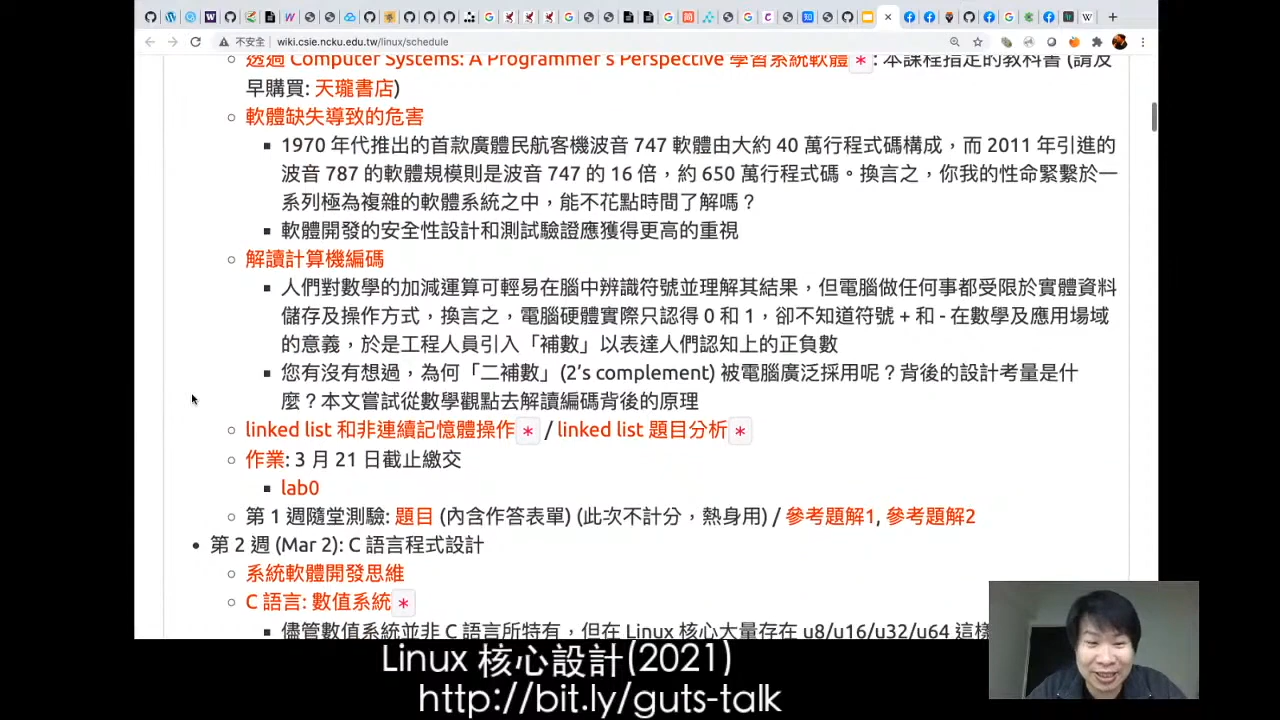 不安全 wiki.csie.ncku.edu.tw/linux/schedule
透過 Computer Systems: A Programmer's Perspective 學習系統軟體 * : 本課程指定的教科書 (請及
早購買: 天瓏書店)
軟體缺失導致的危害
1970 年代推出的首款廣體民航客機波音 747 軟體由大約 40 萬行程式碼構成，而 2011 年引進的
波音 787 的軟體規模則是波音 747 的 16 倍，約 650 萬行程式碼。換言之，你我的性命緊繫於一
系列極為複雜的軟體系統之中，能不花點時間了解嗎？
軟體開發的安全性設計和測試驗證應獲得更高的重視
解讀計算機編碼
人們對數學的加減運算可輕易在腦中辨識符號並理解其結果，但電腦做任何事都受限於實體資料
儲存及操作方式，換言之，電腦硬體實際只認得 0 和 1，卻不知道符號 + 和 - 在數學及應用場域
的意義，於是工程人員引入「補數」以表達人們認知上的正負數
您有沒有想過，為何「二補數」(2's complement) 被電腦廣泛採用呢？背後的設計考量是什
麼？本文嘗試從數學觀點去解讀編碼背後的原理
linked list 和非連續記憶體操作 * / linked list 題目分析 *
作業: 3 月 21 日截止繳交
lab0
第 1 週隨堂測驗: 題目 (內含作答表單) (此次不計分，熱身用) / 參考題解1, 參考題解2
第 2 週 (Mar 2): C 語言程式設計
系統軟體開發思維
C 語言: 數值系統 *
儘管數值系統並非 C 語言所特有，但在 Linux 核心大量存在 u8/u16/u32/u64 這樣
Linux 核心設計(2021)
http://bit.ly/guts-talk